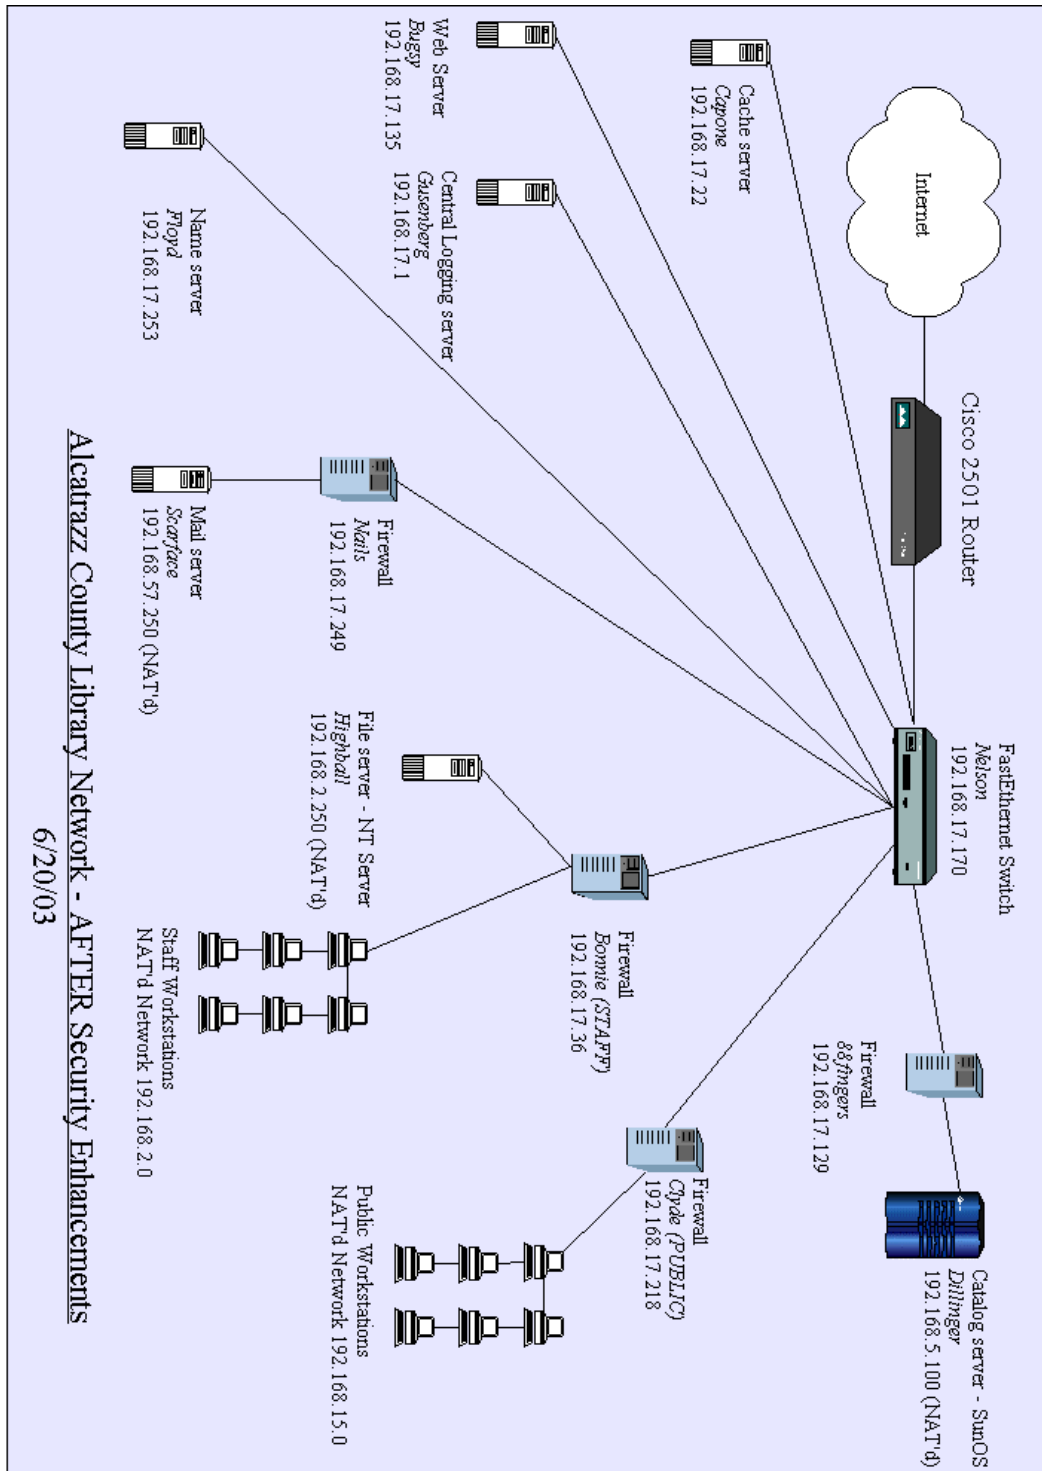 Internet
Cisco 2501 Router
FastEthernet Switch
Nelson
192.168.17.170
Catalog server - SunOS
Dillinger
192.168.5.100 (NAT'd)
Firewall
88fingers
192.168.17.129
Cache server
Capone
192.168.17.22
Web Server
Bugsy
192.168.17.135
Central Logging server
Gusenberg
192.168.17.1
Name server
Floyd
192.168.17.253
Firewall
Nails
192.168.17.249
Mail server
Scarface
192.168.57.250 (NAT'd)
File server - NT Server
Highball
192.168.2.250 (NAT'd)
Firewall
Bonnie (STAFF)
192.168.17.36
Firewall
Clyde (PUBLIC)
192.168.17.218
Staff Workstations
NAT'd Network 192.168.2.0
Public Workstations
NAT'd Network 192.168.15.0
Alcatrazz County Library Network - AFTER Security Enhancements
6/20/03